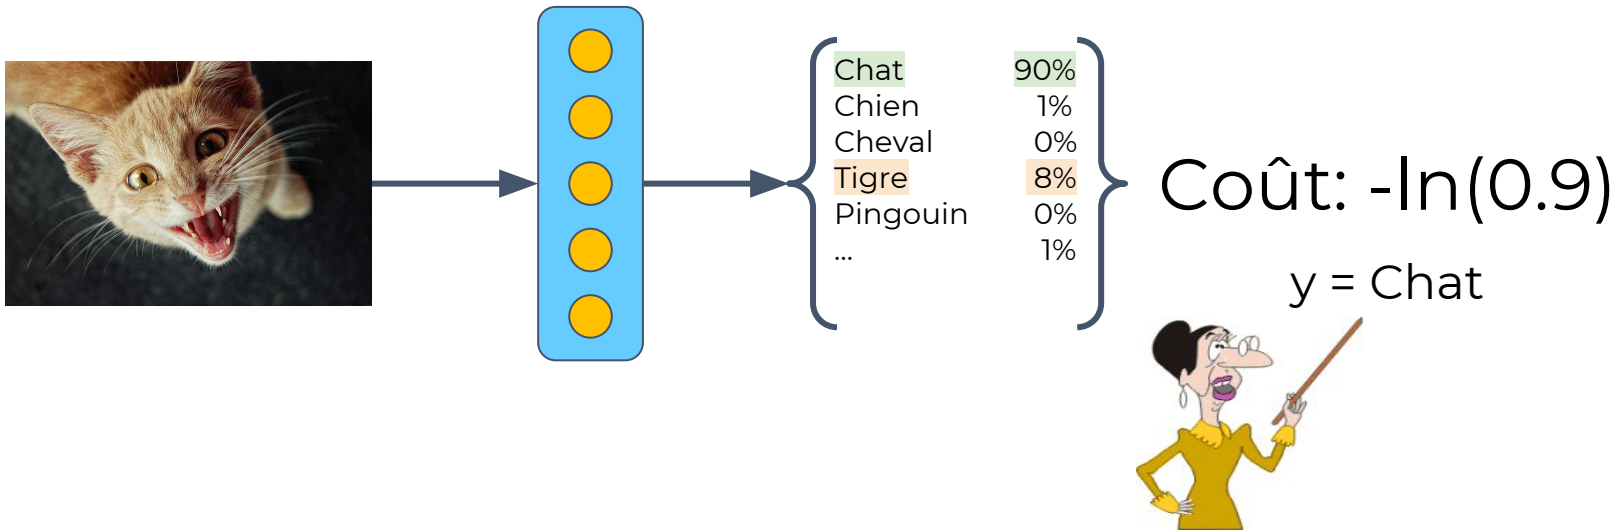 Chat 90%
Chien 1%
Cheval 0%
Tigre 8%
Pingouin 0%
... 1%
Coût: -ln(0.9)
y = Chat